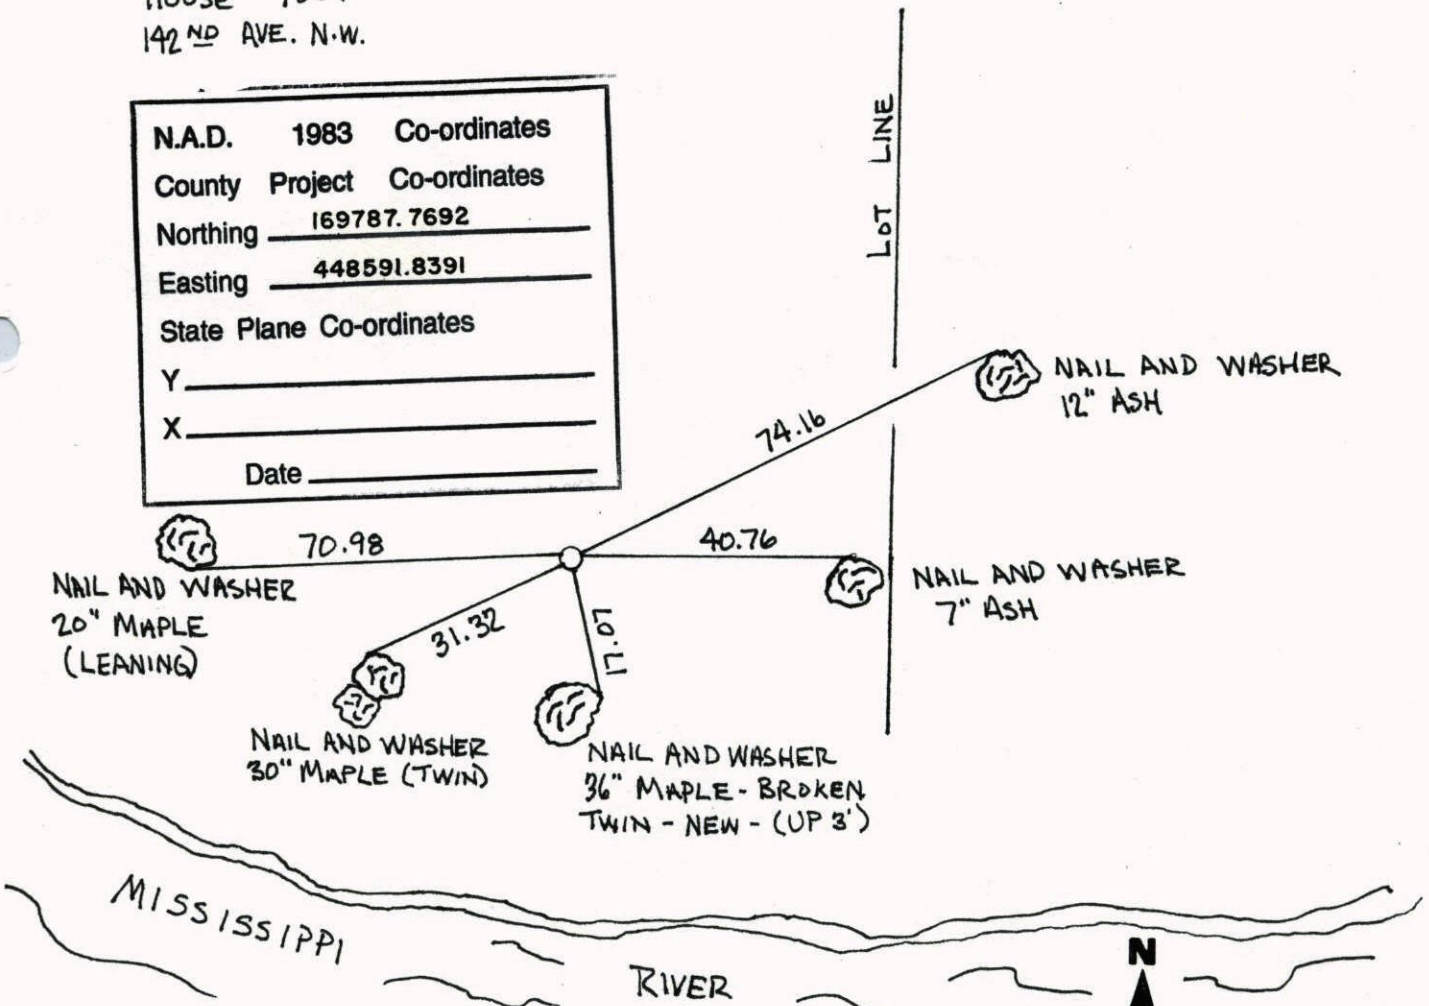 HOUSE
142ND AVE. N.W.
N.A.D. 1983 Co-ordinates
County Project Co-ordinates
Northing 169787.7692
Easting 448591.8391
State Plane Co-ordinates
Y
X
Date
LOT LINE
NAIL AND WASHER
12" ASH
74.16
70.98
40.76
NAIL AND WASHER
20" MAPLE
(LEANING)
NAIL AND WASHER
7" ASH
31.32
17.07
NAIL AND WASHER
30" MAPLE (TWIN)
NAIL AND WASHER
36" MAPLE - BROKEN
TWIN - NEW - (UP 3')
MISSISSIPPI
RIVER
N